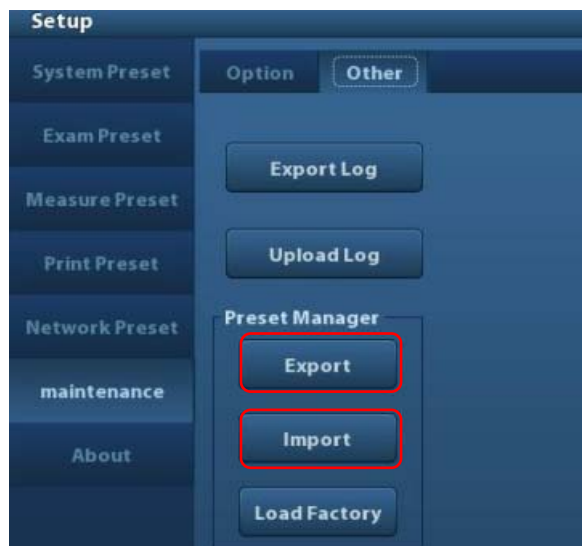 Setup
System Preset
Exam Preset
Measure Preset
Print Preset
Network Preset
maintenance
About
Option Other
Export Log
Upload Log
Preset Manager
Export
Import
Load Factory